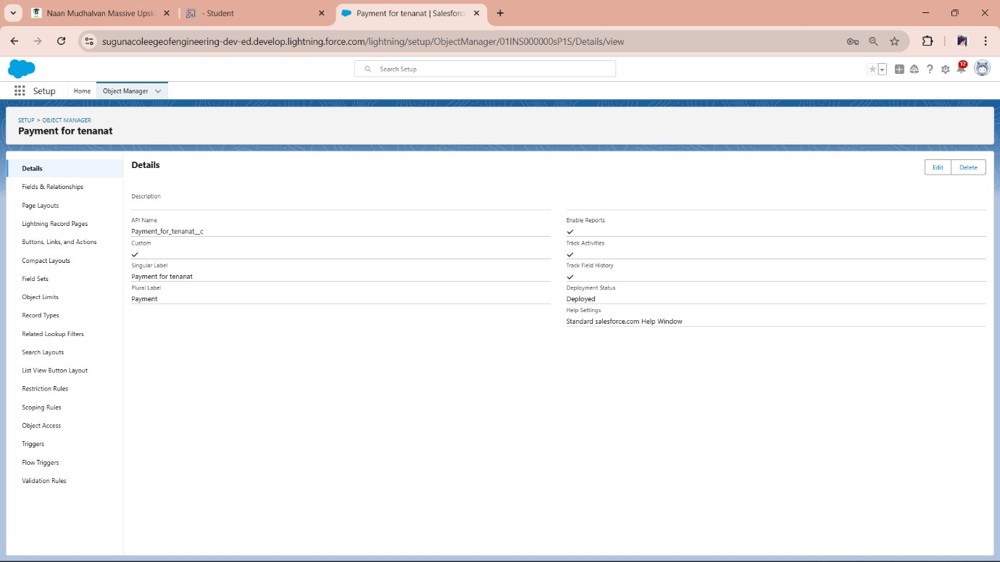 Naan Mudhalvan Massive Upski
- Student
Payment for tenanat | Salesforc
sugunacoleegeofengineering-dev-ed.develop.lightning.force.com/lightning/setup/ObjectManager/01INS000000sP1S/Details/view
Search Setup
12
Setup
Home
Object Manager
SETUP > OBJECT MANAGER
Payment for tenanat
Details
Fields & Relationships
Page Layouts
Lightning Record Pages
Buttons, Links, and Actions
Compact Layouts
Field Sets
Object Limits
Record Types
Related Lookup Filters
Search Layouts
List View Button Layout
Restriction Rules
Scoping Rules
Object Access
Triggers
Flow Triggers
Validation Rules
Details
Edit
Delete
Description
API Name
Payment_for_tenanat__c
Custom
Singular Label
Payment for tenanat
Plural Label
Payment
Enable Reports
Track Activities
Track Field History
Deployment Status
Deployed
Help Settings
Standard salesforce.com Help Window